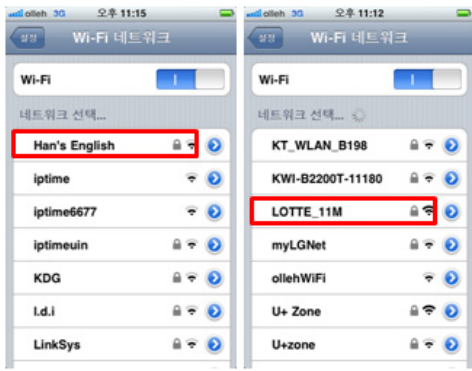 olleh 3G 오후 11:15
설정 Wi-Fi 네트워크
Wi-Fi
네트워크 선택...
Han's English
iptime
iptime6677
iptimeuin
KDG
I.d.i
LinkSys
olleh 3G 오후 11:12
설정 Wi-Fi 네트워크
Wi-Fi
네트워크 선택...
KT_WLAN_B198
KWI-B2200T-11180
LOTTE_11M
myLGNet
ollehWiFi
U+ Zone
U+zone